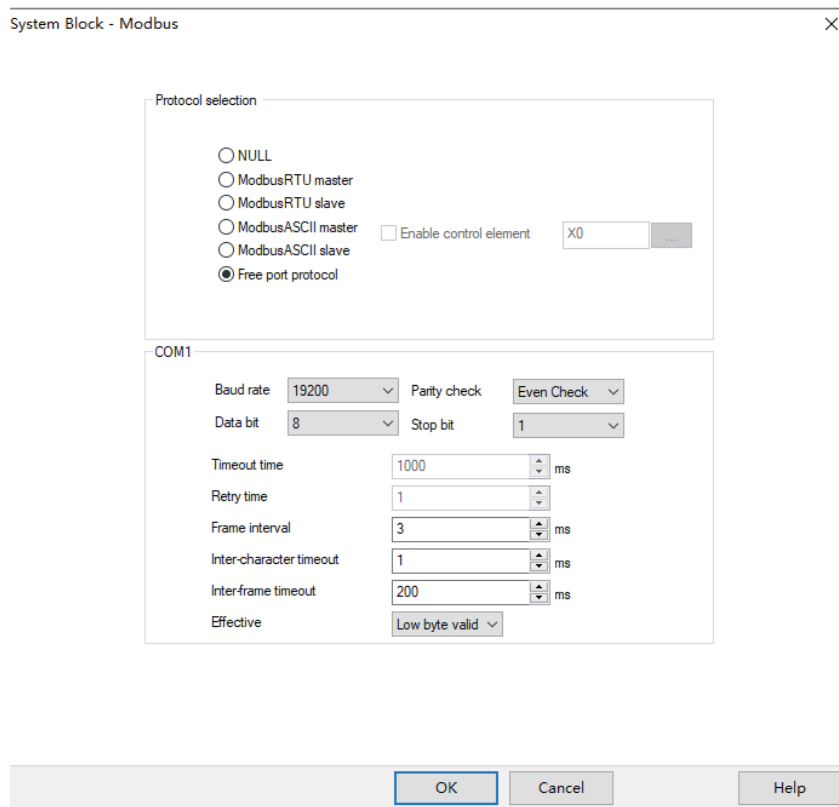 System Block - Modbus
Protocol selection
NULL
ModbusRTU master
ModbusRTU slave
ModbusASCII master
Enable control element
X0
...
ModbusASCII slave
Free port protocol
COM1
Baud rate 19200 Parity check Even Check
Data bit 8 Stop bit 1
Timeout time 1000 ms
Retry time 1
Frame interval 3 ms
Inter-character timeout 1 ms
Inter-frame timeout 200 ms
Effective Low byte valid
OK Cancel Help